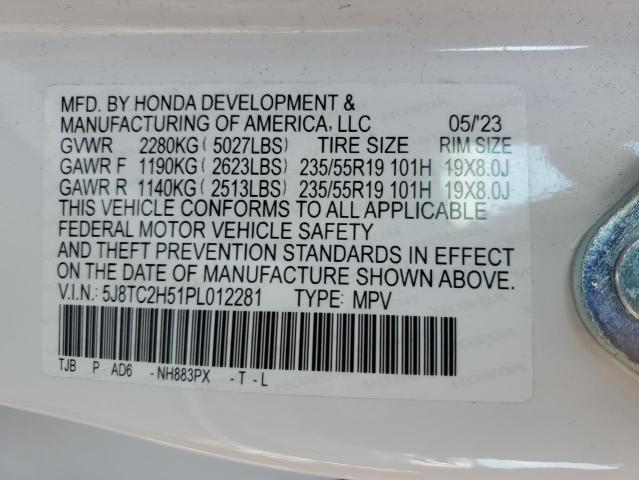 MFD. BY HONDA DEVELOPMENT &
MANUFACTURING OF AMERICA, LLC 05/'23
GVWR 2280KG (5027LBS) TIRE SIZE RIM SIZE
GAWR F 1190KG (2623LBS) 235/55R19 101H 19X8.0J
GAWR R 1140KG (2513LBS) 235/55R19 101H 19X8.0J
THIS VEHICLE CONFORMS TO ALL APPLICABLE
FEDERAL MOTOR VEHICLE SAFETY
AND THEFT PREVENTION STANDARDS IN EFFECT
ON THE DATE OF MANUFACTURE SHOWN ABOVE.
V.I.N.: 5J8TC2H51PL012281 TYPE: MPV
TJB P AD6 -NH883PX -T-L